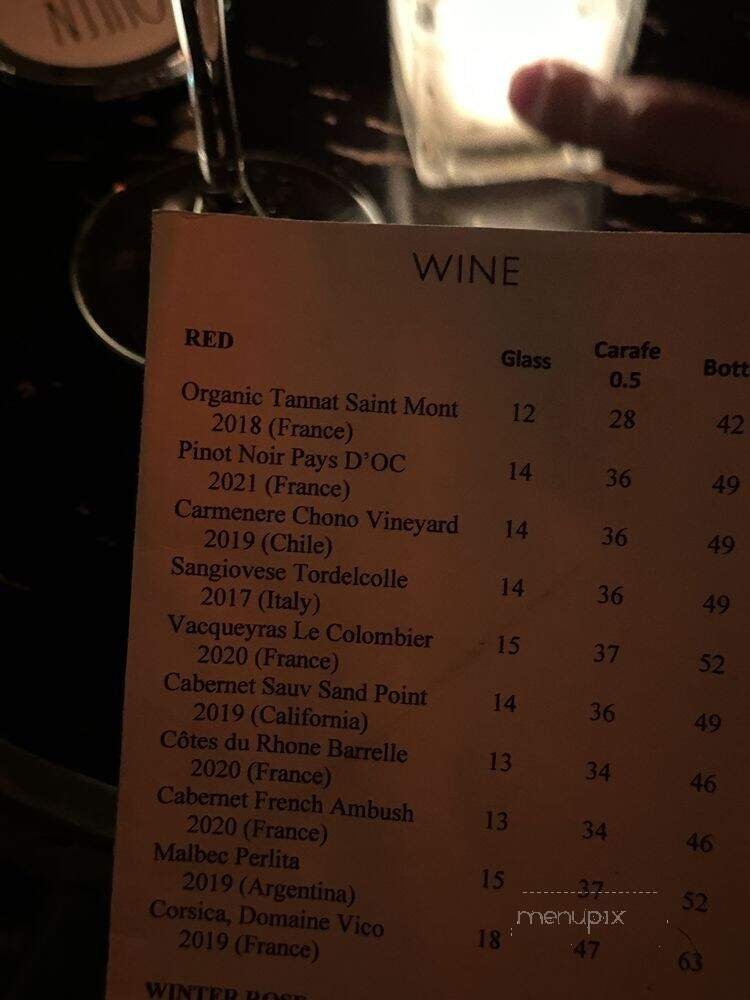 WINE
RED Glass Carafe 0.5 Bott
Organic Tannat Saint Mont 12 28 42
2018 (France)
Pinot Noir Pays D'OC 14 36 49
2021 (France)
Carmenere Chono Vineyard 14 36 49
2019 (Chile)
Sangiovese Tordelcolle 14 36 49
2017 (Italy)
Vacqueyras Le Colombier 15 37 52
2020 (France)
Cabernet Sauv Sand Point 14 36 49
2019 (California)
Côtes du Rhone Barrelle 13 34 46
2020 (France)
Cabernet French Ambush 13 34 46
2020 (France)
Malbec Perlita 15 37 52
2019 (Argentina)
Corsica, Domaine Vico 18 47 63
2019 (France)
WINTER ROSE
menupix